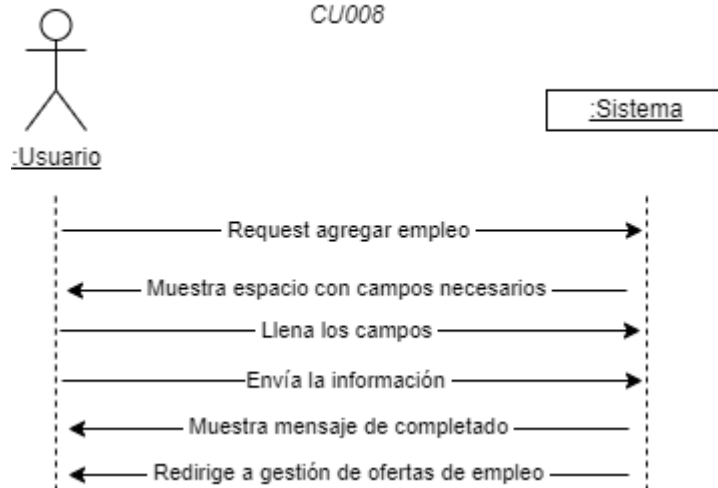 CU008
:Sistema
:Usuario
Request agregar empleo
Muestra espacio con campos necesarios
Llena los campos
Envía la información
Muestra mensaje de completado
Redirige a gestión de ofertas de empleo